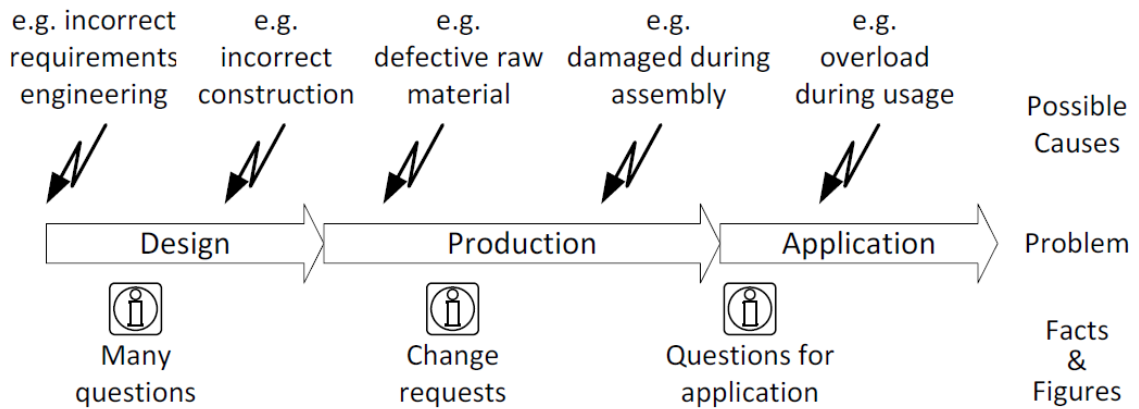 e.g. incorrect
requirements
engineering
e.g.
incorrect
construction
e.g.
defective raw
material
e.g.
damaged during
assembly
e.g.
overload
during usage
Possible
Causes
Design
Production
Application
Problem
i
Many
questions
i
Change
requests
i
Questions for
application
Facts
&
Figures